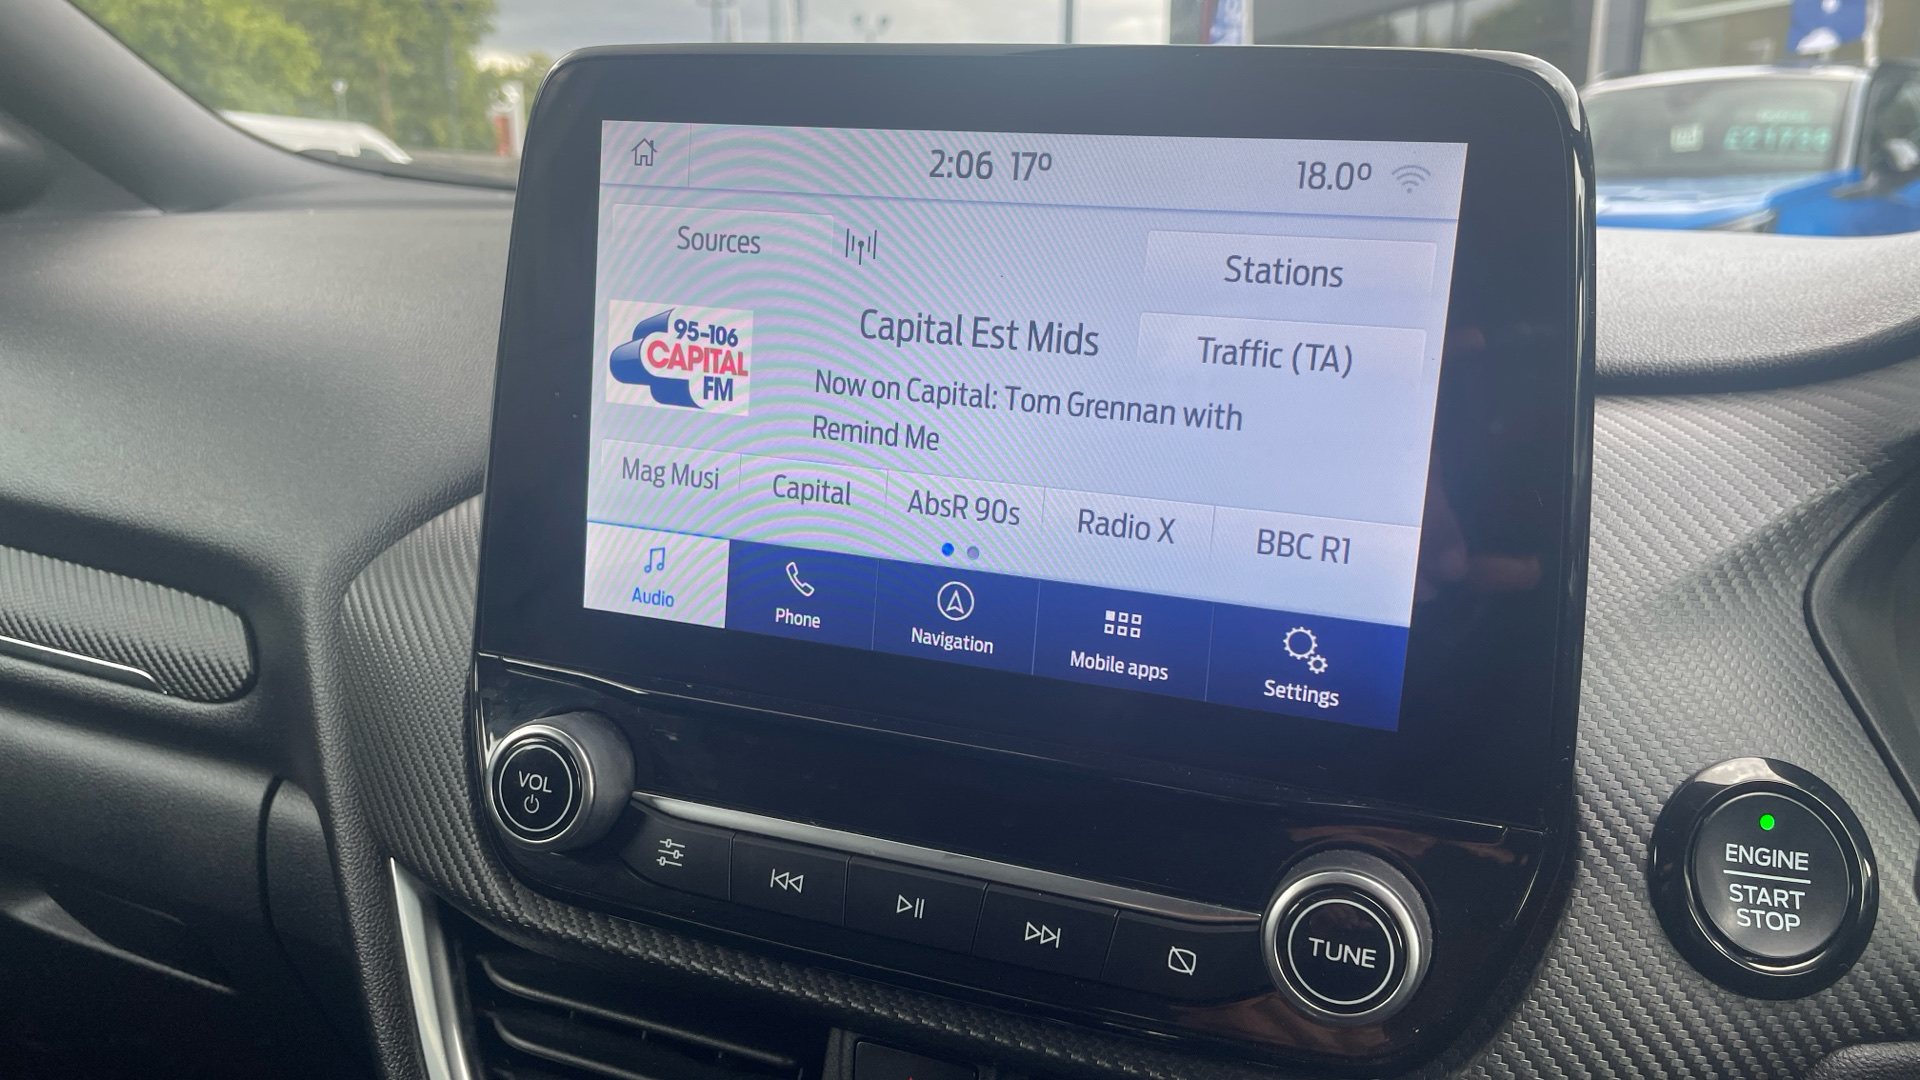 2:06 17º 18.0º
Sources
Stations
95-106
CAPITAL
FM
Capital Est Mids
Traffic (TA)
Now on Capital: Tom Grennan with
Remind Me
Mag Musi Capital AbsR 90s Radio X BBC R1
Audio Phone Navigation Mobile apps Settings
VOL
TUNE
ENGINE
START
STOP